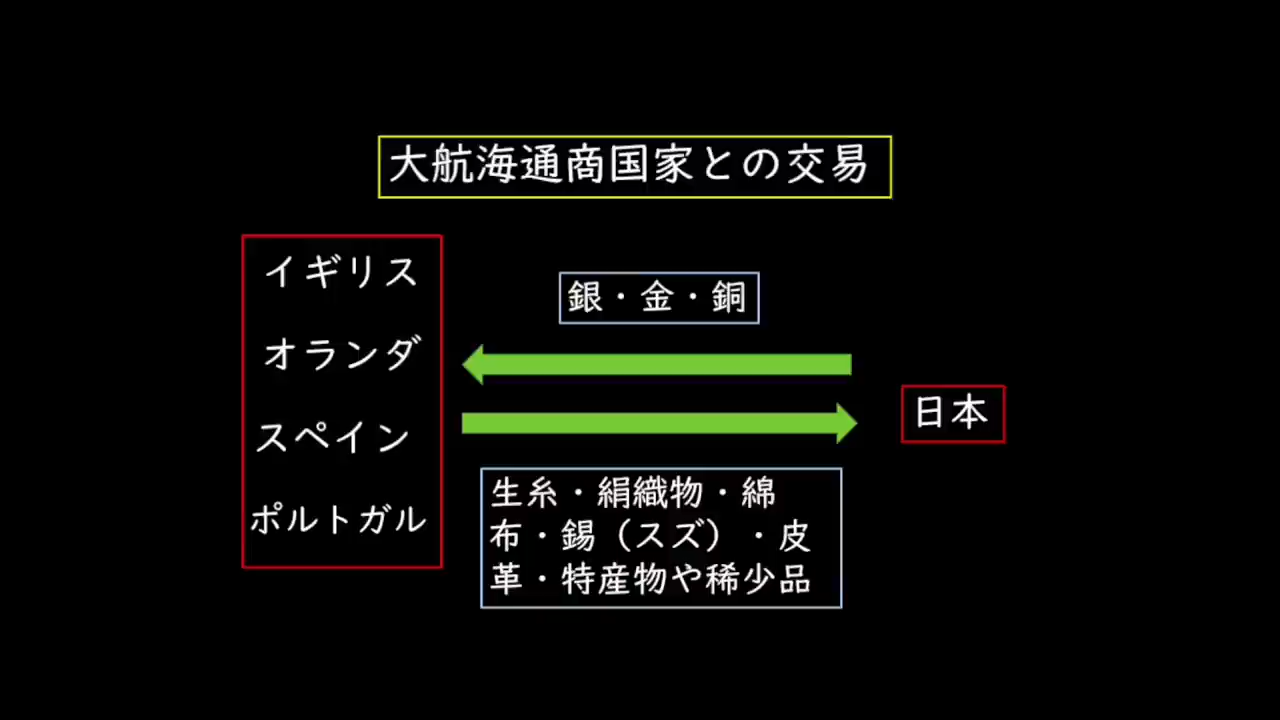 大航海通商国家との交易
イギリス
オランダ
スペイン
ポルトガル
銀・金・銅
生糸・絹織物・綿
布・錫（スズ）・皮
革・特産物や稀少品
日本